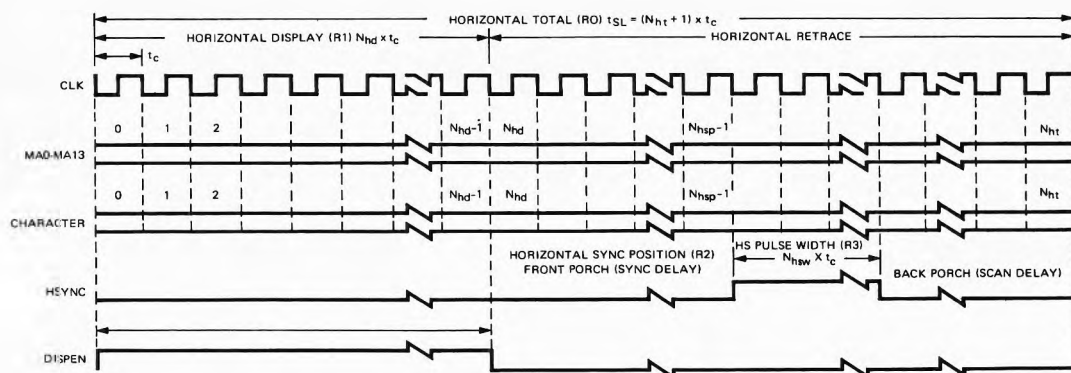 HORIZONTAL TOTAL (R0) tSL = (Nht + 1) x tc
HORIZONTAL DISPLAY (R1) Nhd x tc
HORIZONTAL RETRACE
tc
CLK
0 1 2 Nhd-1 Nhd Nhsp-1 Nht
MA0-MA13
0 1 2 Nhd-1 Nhd Nhsp-1 Nht
CHARACTER
HORIZONTAL SYNC POSITION (R2)
FRONT PORCH (SYNC DELAY)
HS PULSE WIDTH (R3)
Nhsw X tc
BACK PORCH (SCAN DELAY)
HSYNC
DISPEN